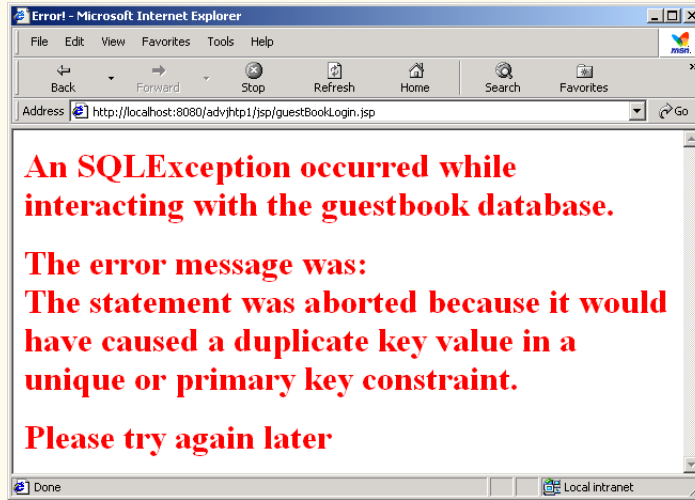 Error! - Microsoft Internet Explorer
File Edit View Favorites Tools Help
msn.
Back Forward Stop Refresh Home Search Favorites »
Address http://localhost:8080/advjhtp1/jsp/guestBookLogin.jsp Go
An SQLException occurred while
interacting with the guestbook database.
The error message was:
The statement was aborted because it would
have caused a duplicate key value in a
unique or primary key constraint.
Please try again later
Done Local intranet